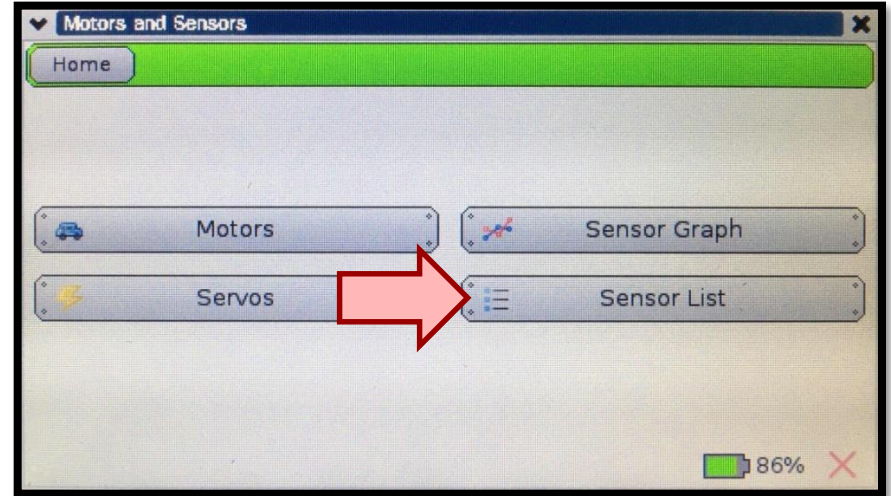 Motors and Sensors
Home
Motors
Sensor Graph
Servos
Sensor List
86%